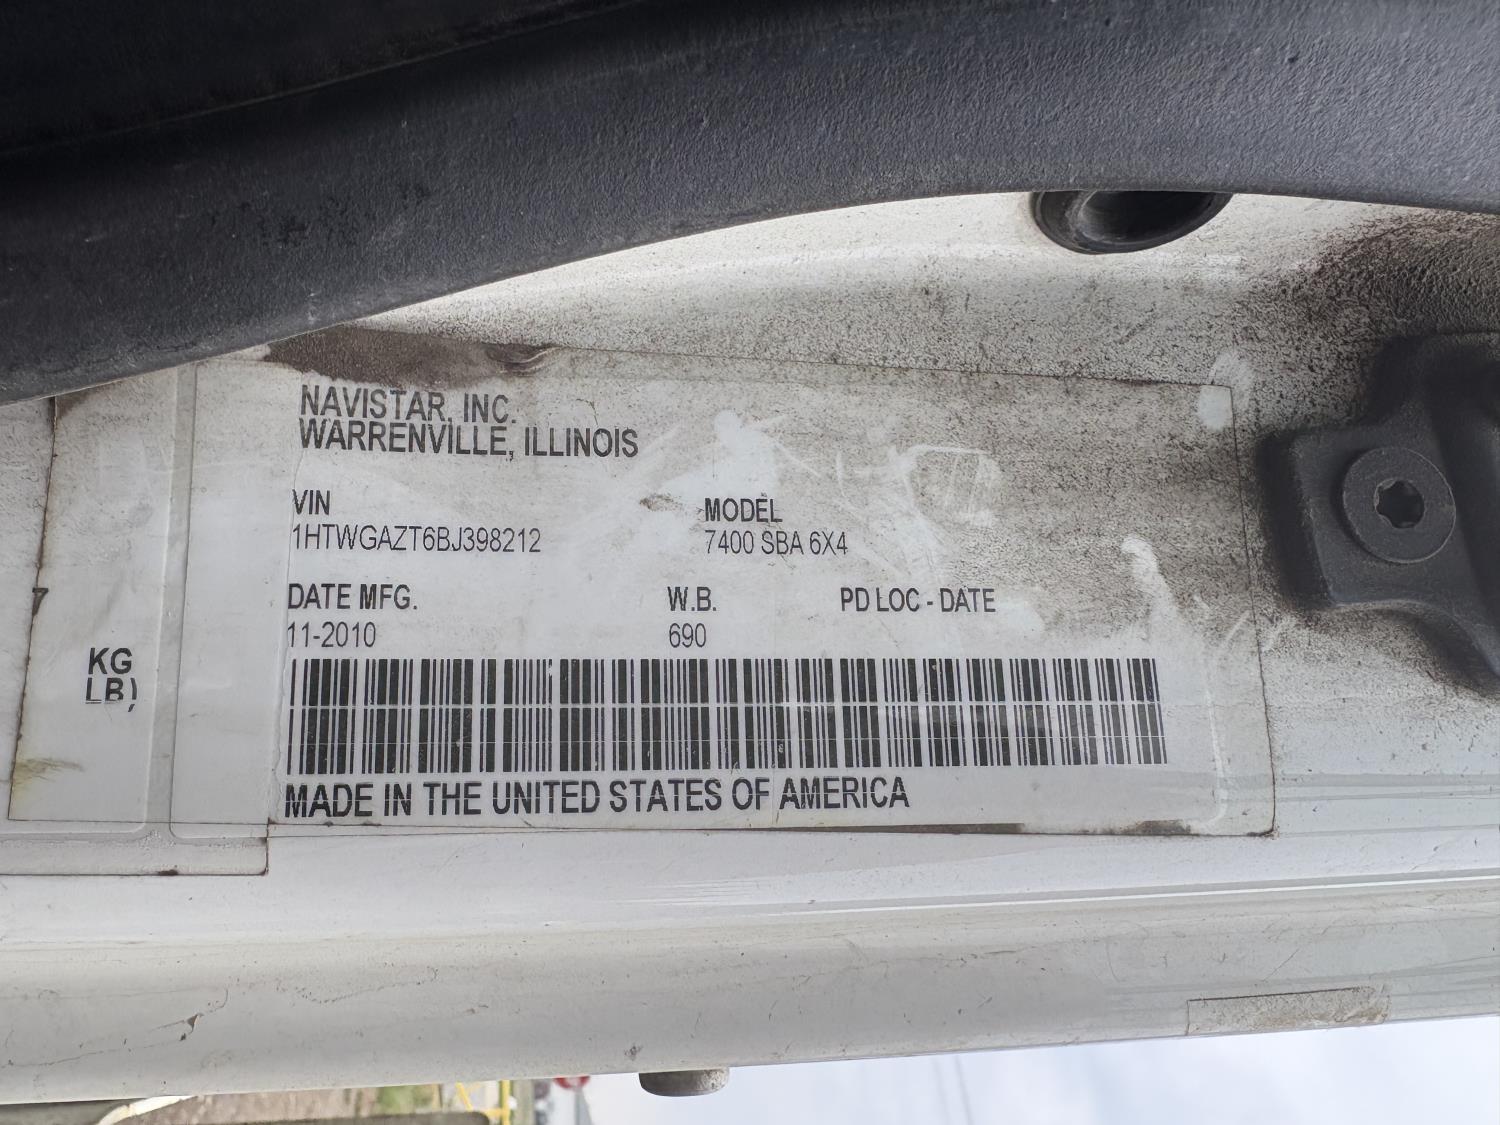 NAVISTAR, INC.
WARRENVILLE, ILLINOIS
VIN
MODEL
1HTWGAZT6BJ398212
7400 SBA 6X4
DATE MFG.
W.B.
PD LOC - DATE
11-2010
690
KG
LB)
MADE IN THE UNITED STATES OF AMERICA